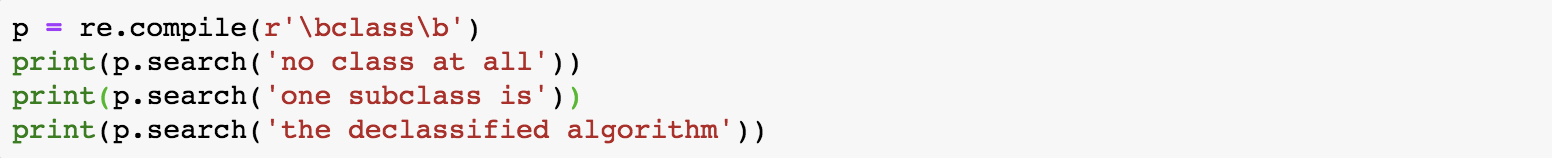 p = re.compile(r'\bclass\b')
print(p.search('no class at all'))
print(p.search('one subclass is'))
print(p.search('the declassified algorithm'))